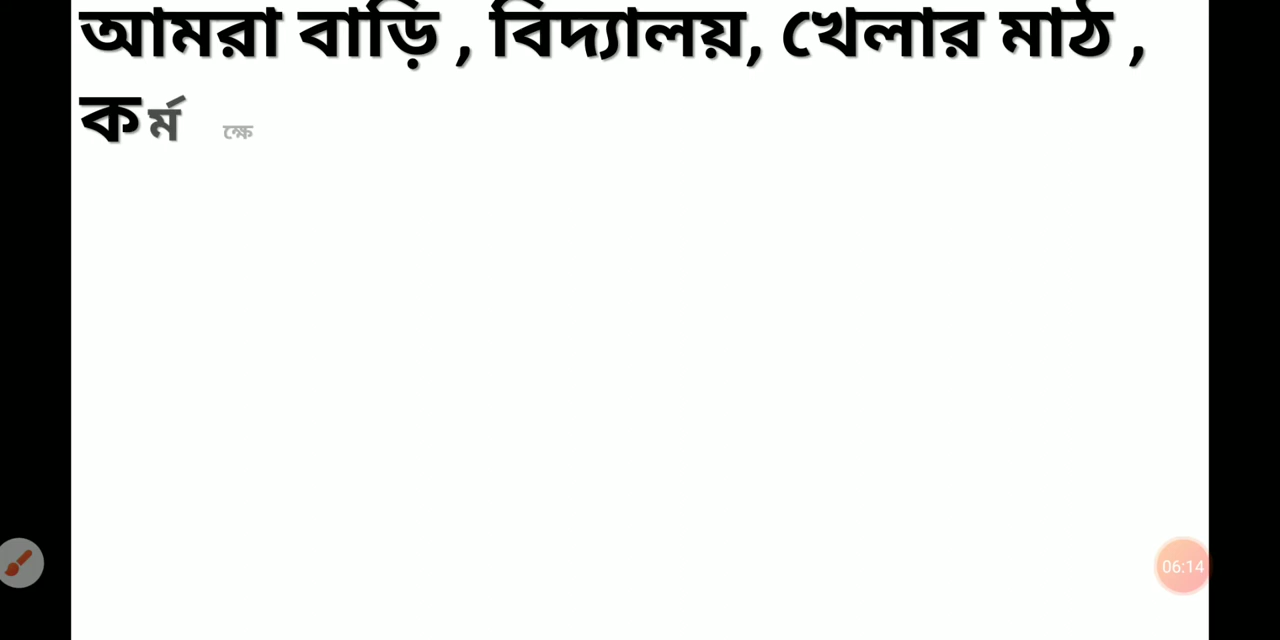 আমরা বাড়ি , বিদ্যালয়, খেলার মাঠ ,
কর্ম ক্ষে
06:14